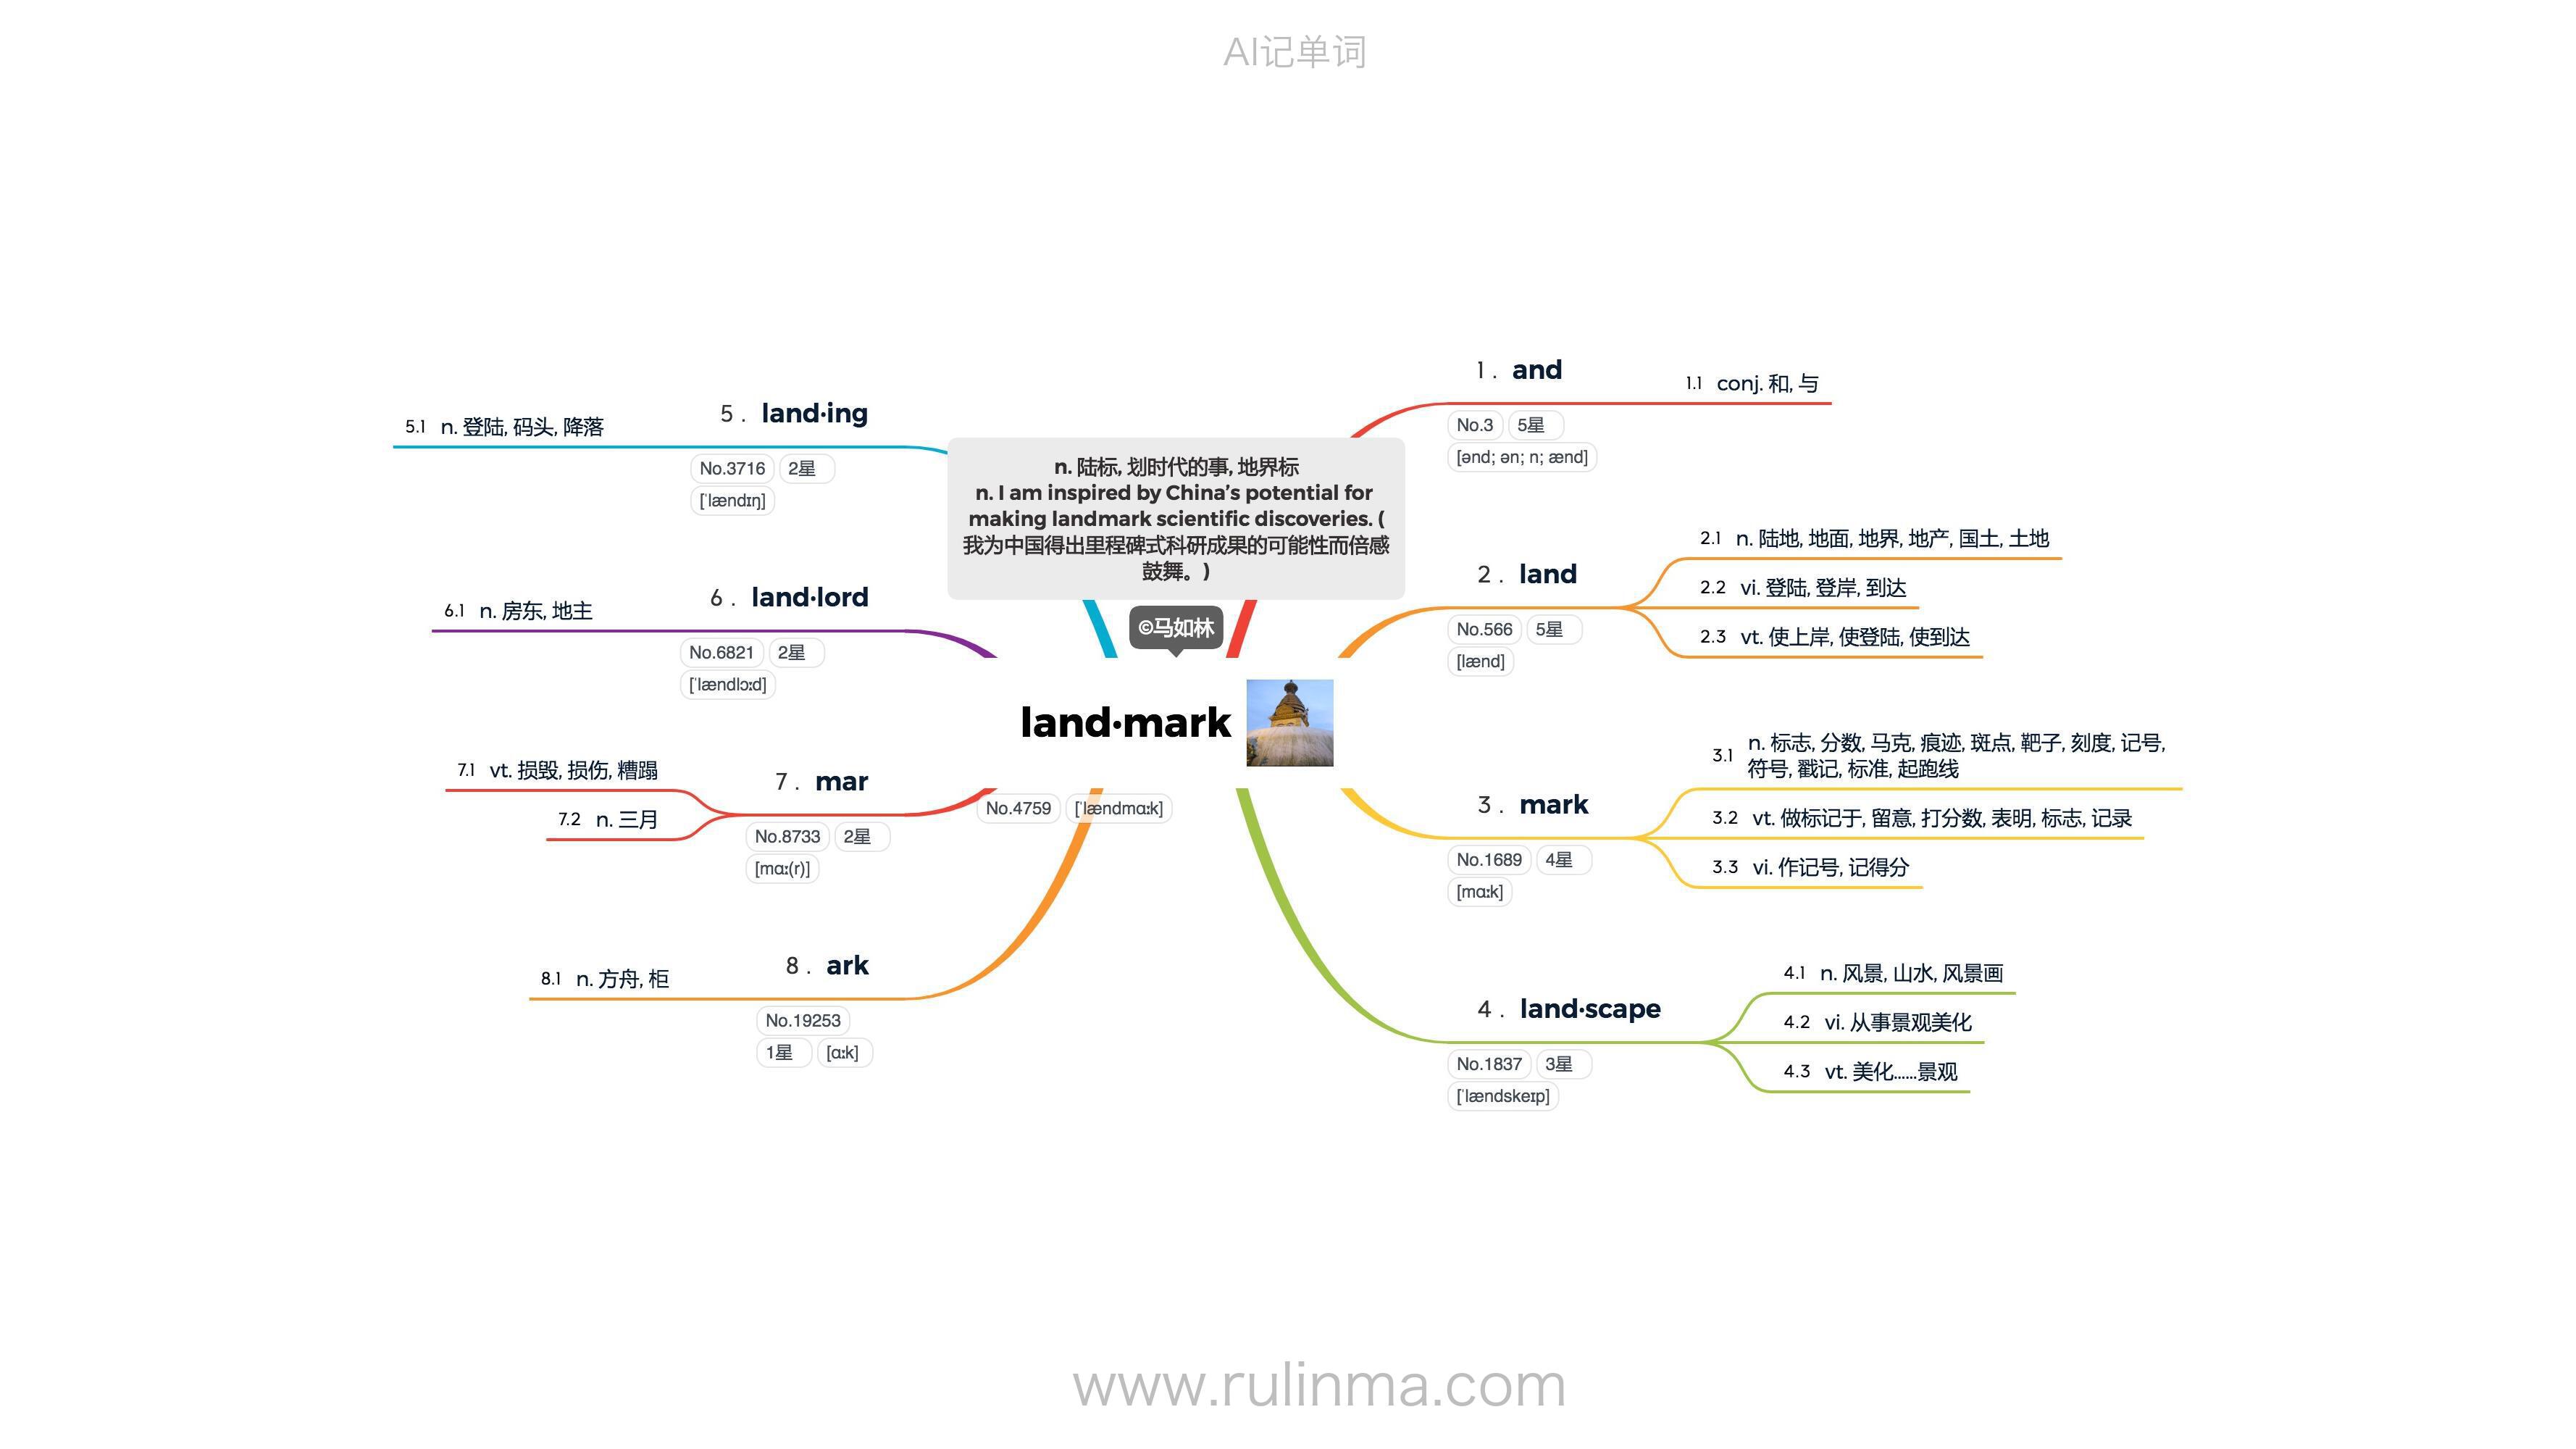 AI记单词
n. 陆标, 划时代的事, 地界标
n. I am inspired by China’s potential for
making landmark scientific discoveries. (
我为中国得出里程碑式科研成果的可能性而倍感
鼓舞。)
©马如林
land·mark
No.4759 [ˈlændmɑːk]
1 . and
No.3 5星
[ənd; ən; n; ænd]
1.1 conj. 和, 与
2 . land
No.566 5星
[lænd]
2.1 n. 陆地, 地面, 地界, 地产, 国土, 土地
2.2 vi. 登陆, 登岸, 到达
2.3 vt. 使上岸, 使登陆, 使到达
3 . mark
No.1689 4星
[mɑːk]
3.1 n. 标志, 分数, 马克, 痕迹, 斑点, 靶子, 刻度, 记号,
符号, 戳记, 标准, 起跑线
3.2 vt. 做标记于, 留意, 打分数, 表明, 标志, 记录
3.3 vi. 作记号, 记得分
4 . land·scape
No.1837 3星
[ˈlændskeɪp]
4.1 n. 风景, 山水, 风景画
4.2 vi. 从事景观美化
4.3 vt. 美化……景观
5 . land·ing
No.3716 2星
[ˈlændɪŋ]
5.1 n. 登陆, 码头, 降落
6 . land·lord
No.6821 2星
[ˈlændlɔːd]
6.1 n. 房东, 地主
7 . mar
No.8733 2星
[mɑː(r)]
7.1 vt. 损毁, 损伤, 糟蹋
7.2 n. 三月
8 . ark
No.19253
1星 [ɑːk]
8.1 n. 方舟, 柜
www.rulinma.com